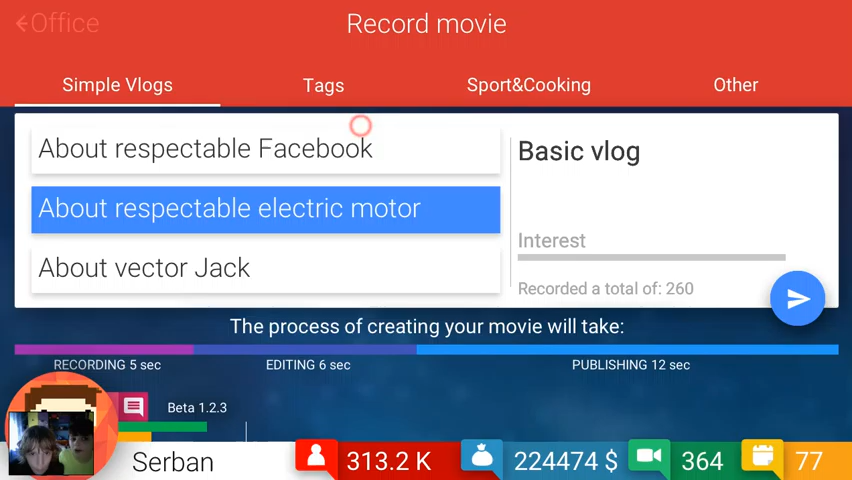 Office
Record movie
Simple Vlogs
Tags
Sport&Cooking
Other
About respectable Facebook
About respectable electric motor
About vector Jack
Basic vlog
Interest
Recorded a total of: 260
The process of creating your movie will take:
RECORDING 5 sec
EDITING 6 sec
PUBLISHING 12 sec
Beta 1.2.3
Serban
313.2 K
224474 $
364
77